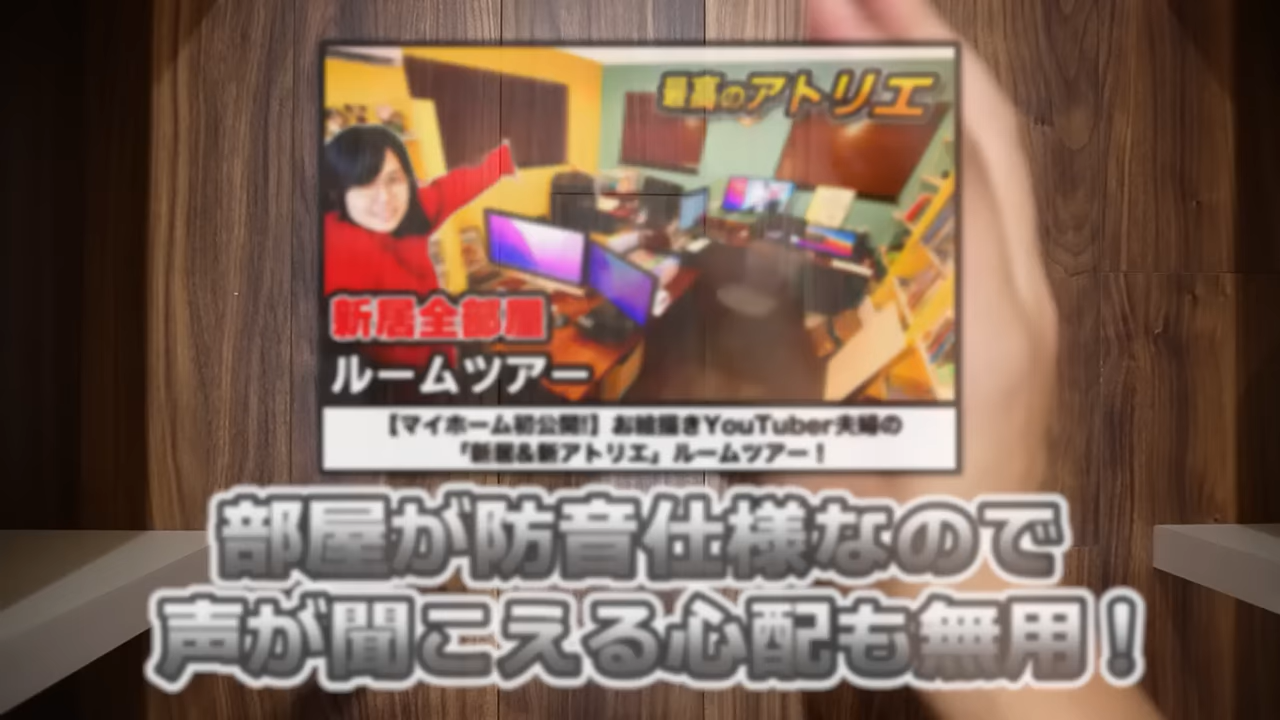 最高のアトリエ
新居全部屋
ルームツアー
【マイホーム初公開!】お絵描きYouTuber夫婦の
「新居&新アトリエ」ルームツアー！
部屋が防音仕様なので
声が聞こえる心配も無用！